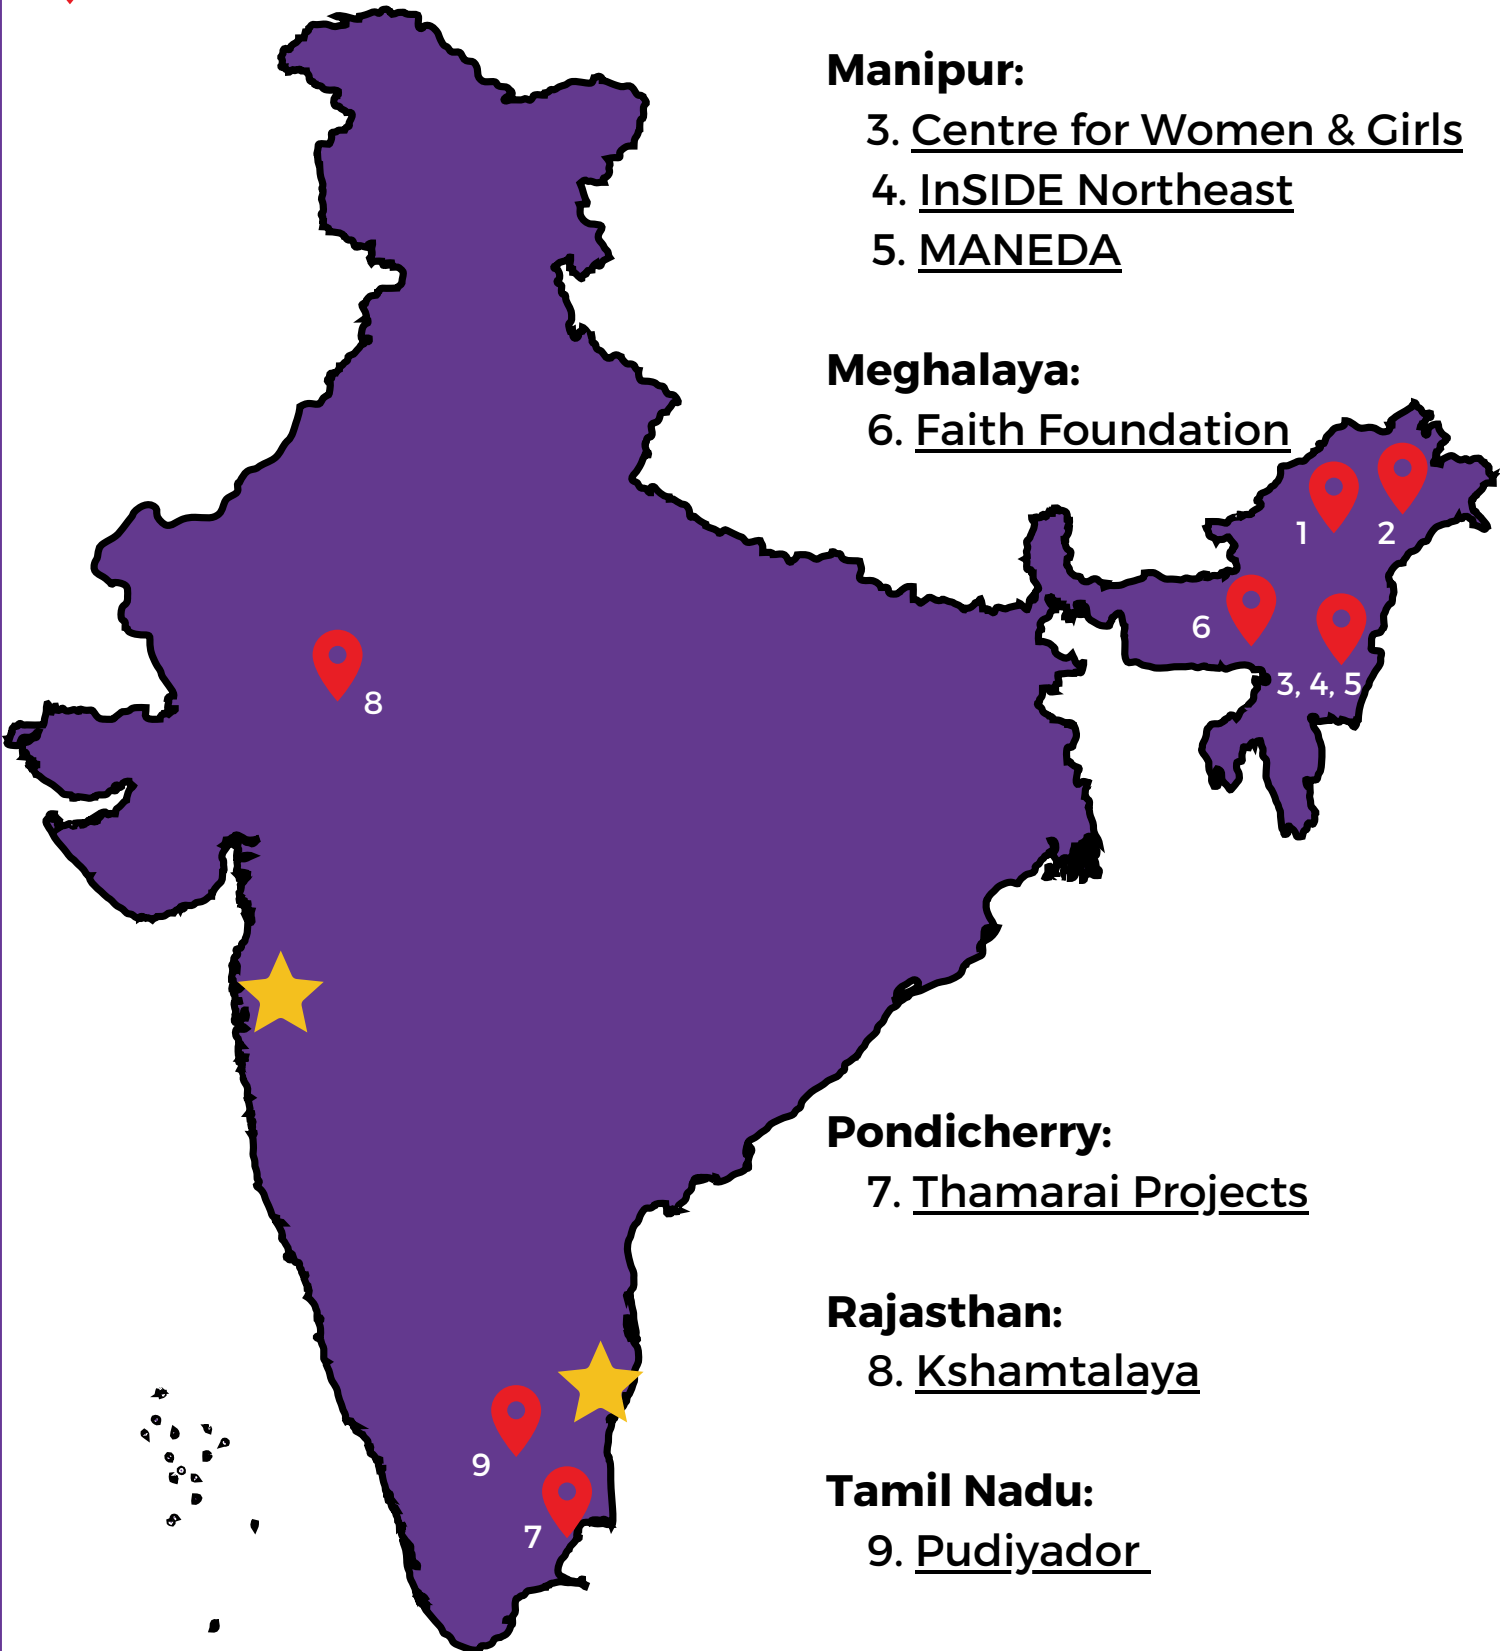 Manipur:
3. Centre for Women & Girls
4. InSIDE Northeast
5. MANEDA
Meghalaya:
6. Faith Foundation
1
2
6
3, 4, 5
8
Pondicherry:
7. Thamarai Projects
Rajasthan:
8. Kshamtalaya
Tamil Nadu:
9. Pudiyador
9
7